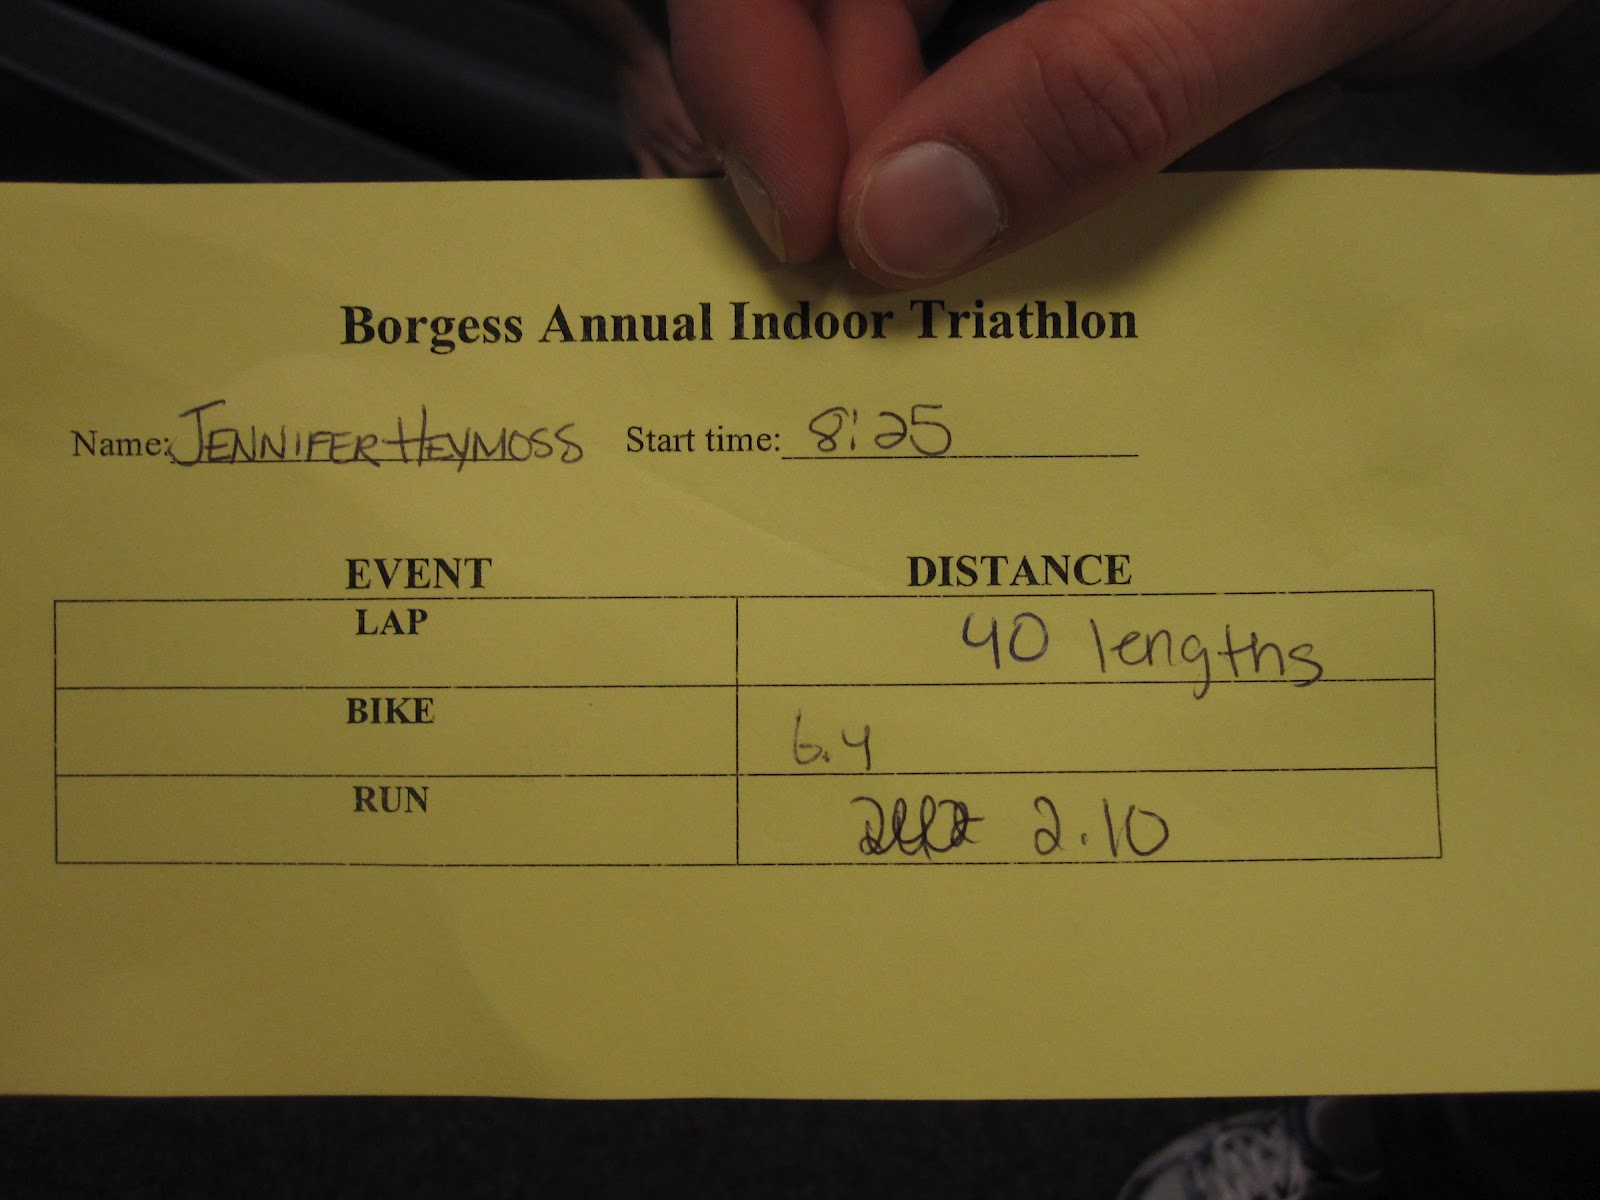 Borgess Annual Indoor Triathlon
Name: JENNIFER HEYMOSS Start time: 8:25
EVENT DISTANCE
LAP 40 lengths
BIKE 6.4
RUN 2.10